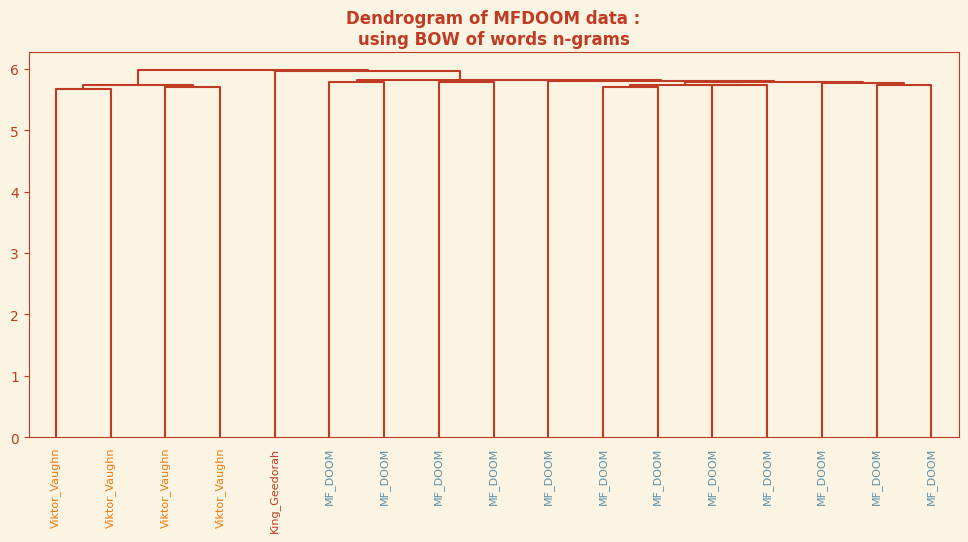 Dendrogram of MFDOOM data :
using BOW of words n-grams
6
5
4
3
2
1
0
Viktor_Vaughn
Viktor_Vaughn
Viktor_Vaughn
Viktor_Vaughn
King_Geedorah
MF_DOOM
MF_DOOM
MF_DOOM
MF_DOOM
MF_DOOM
MF_DOOM
MF_DOOM
MF_DOOM
MF_DOOM
MF_DOOM
MF_DOOM
MF_DOOM